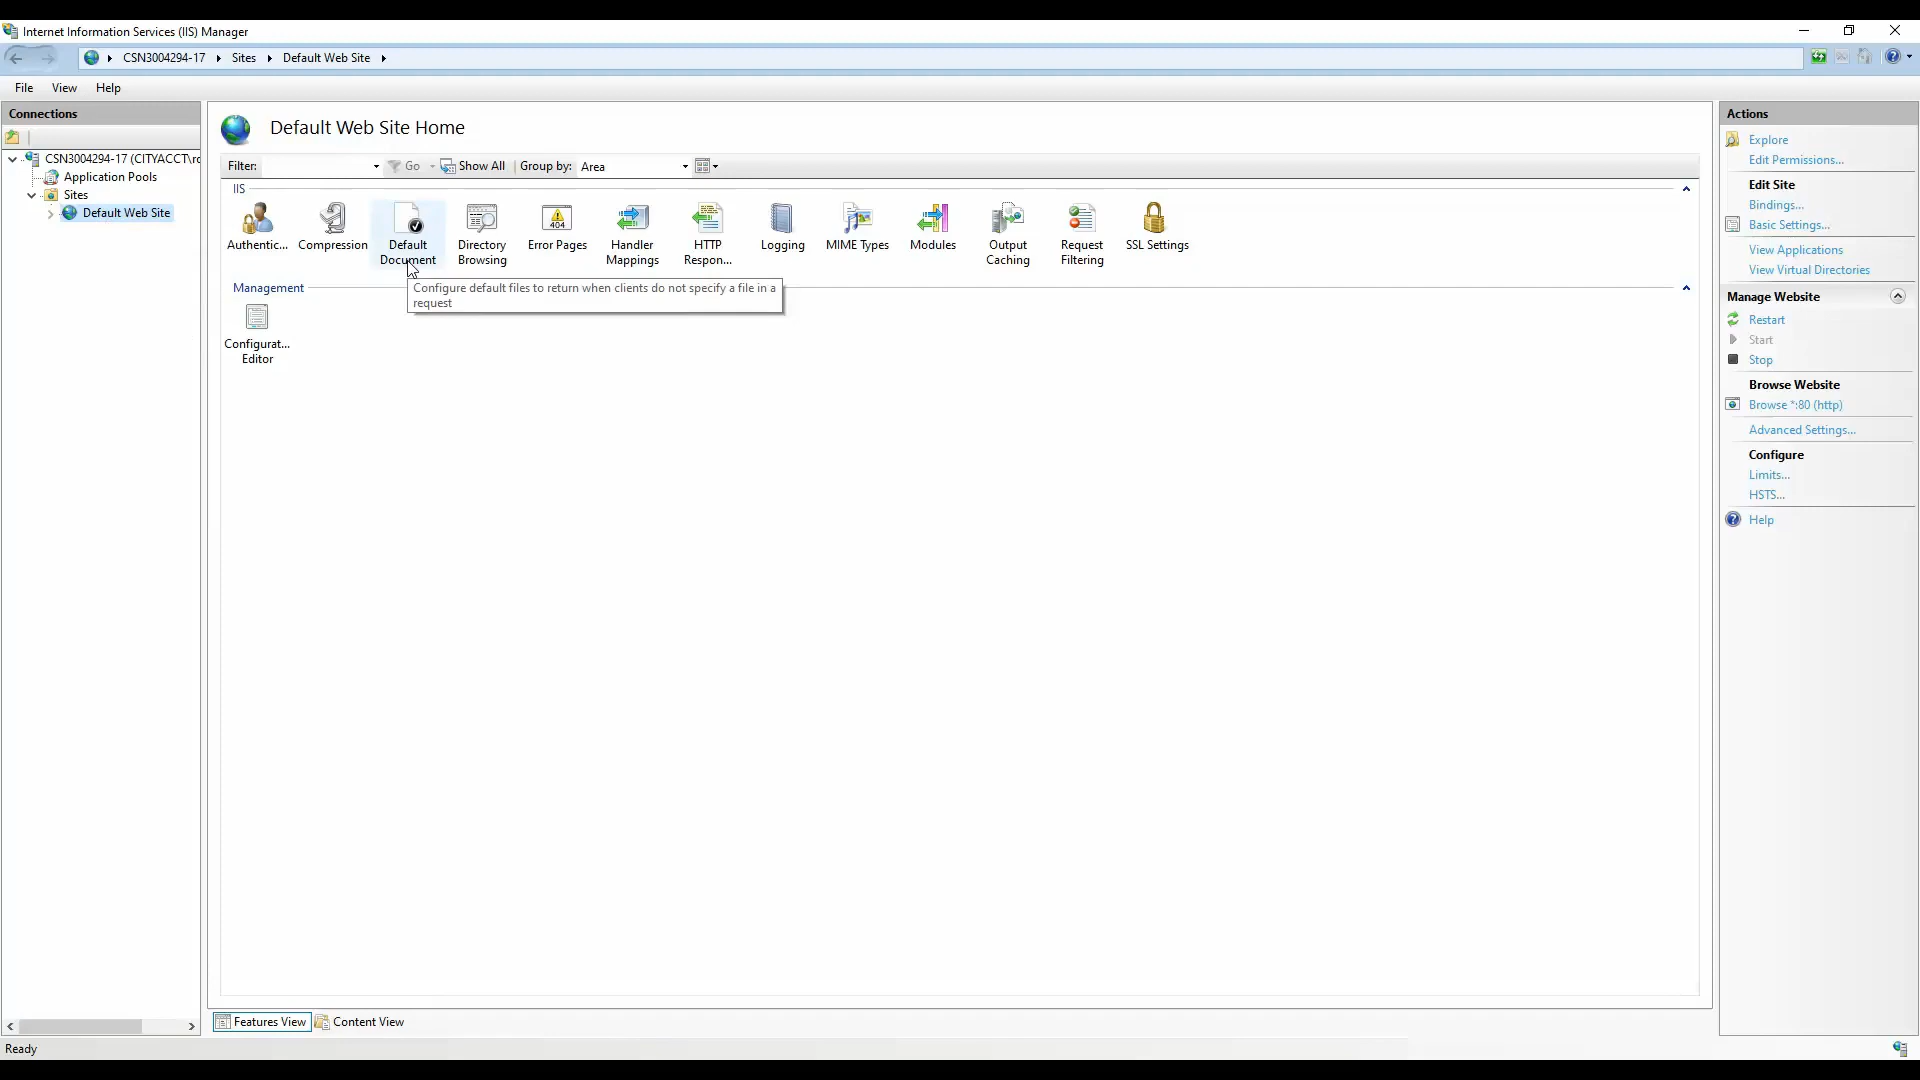 Internet Information Services (IIS) Manager
CSN3004294-17 Sites Default Web Site
File View Help
Connections
CSN3004294-17 (CITYACCT\rc
Application Pools
Sites
Default Web Site
Default Web Site Home
Filter: Go Show All Group by: Area
IIS
Authentic...
Compression
Default
Document
Directory
Browsing
Error Pages
404
Handler
Mappings
HTTP
Respon...
Logging
MIME Types
Modules
Output
Caching
Request
Filtering
SSL Settings
Management
Configure default files to return when clients do not specify a file in a
request
Configurat...
Editor
Features View Content View
Ready
Actions
Explore
Edit Permissions...
Edit Site
Bindings...
Basic Settings...
View Applications
View Virtual Directories
Manage Website
Restart
Start
Stop
Browse Website
Browse *:80 (http)
Advanced Settings...
Configure
Limits...
HSTS...
Help